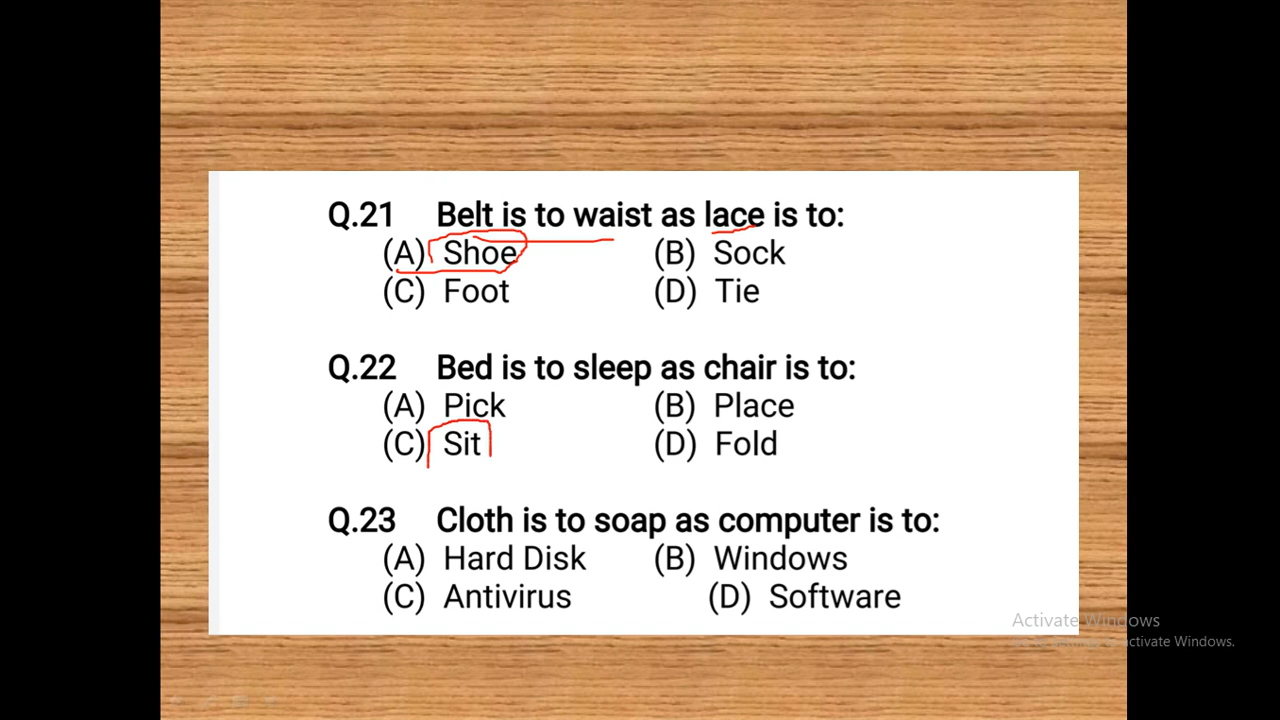 Q.21 Belt is to waist as lace is to:
(A) Shoe (B) Sock
(C) Foot (D) Tie
Q.22 Bed is to sleep as chair is to:
(A) Pick (B) Place
(C) Sit (D) Fold
Q.23 Cloth is to soap as computer is to:
(A) Hard Disk (B) Windows
(C) Antivirus (D) Software
Activate Windows
activate Windows.